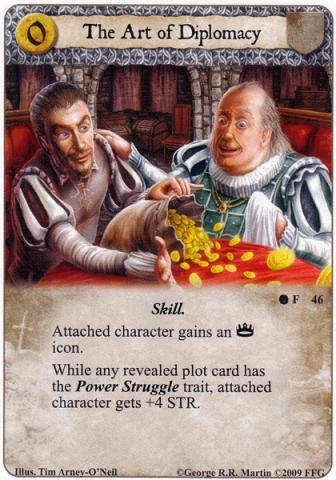 0
The Art of Diplomacy
F 46
Skill.
Attached character gains an
icon.
While any revealed plot card has
the Power Struggle trait, attached
character gets +4 STR.
Illus. Tim Arney-O'Neil ©George R.R. Martin ©2009 FFG